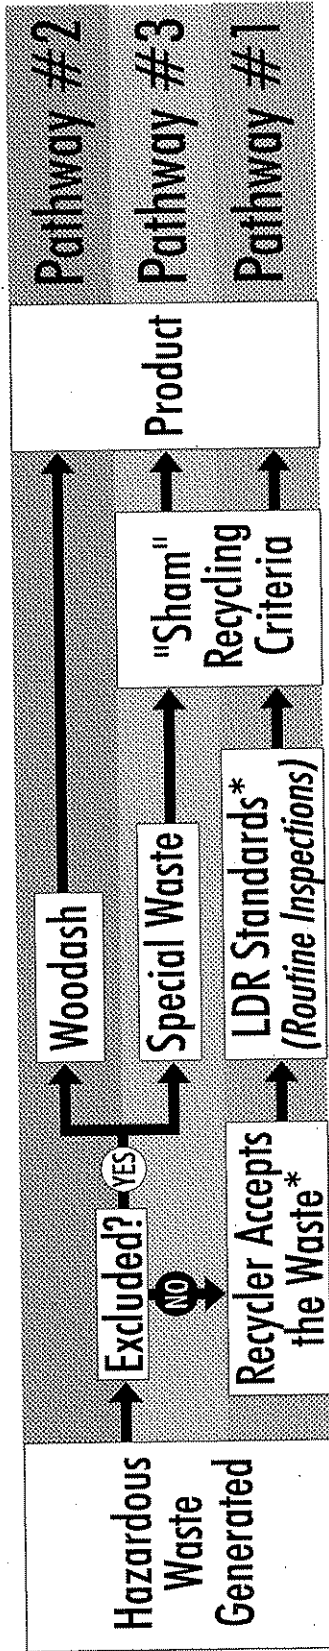 Hazardous
Waste
Generated
Excluded?
YES
NO
Woodash
Pathway #2
Special Waste
"Sham"
Recycling
Criteria
Product
Pathway #3
Recycler Accepts
the Waste*
LDR Standards*
(Routine Inspections)
Pathway #1